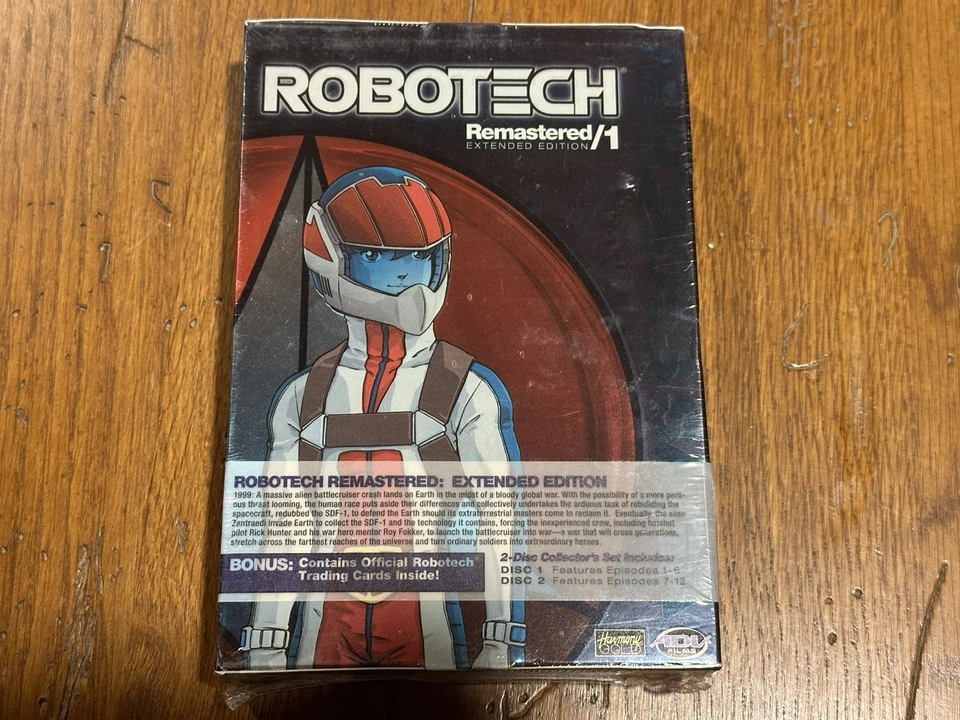 ROBOTECH®
Remastered/1
EXTENDED EDITION
ROBOTECH REMASTERED: EXTENDED EDITION
1999: A massive alien battlecruiser crash lands on Earth in the midst of a bloody global war. With the possibility of a more peril-
ous threat looming, the human race puts aside their differences and collectively undertakes the arduous task of rebuilding the
spacecraft, redubbed the SDF-1, to defend the Earth should its extraterrestrial masters come to reclaim it. Eventually, the alien
Zentraedi invade Earth to collect the SDF-1 and the technology it contains, forcing the inexperienced crew, including hotshot
pilot Rick Hunter and his war hero mentor Roy Fokker, to launch the battlecruiser into war—a war that will cross generations,
stretch across the farthest reaches of the universe and turn ordinary soldiers into extraordinary heroes.
BONUS: Contains Official Robotech
Trading Cards Inside!
2-Disc Collector's Set Includes:
DISC 1 Features Episodes 1-6
DISC 2 Features Episodes 7-12
Harmony
GOLD
FILMS